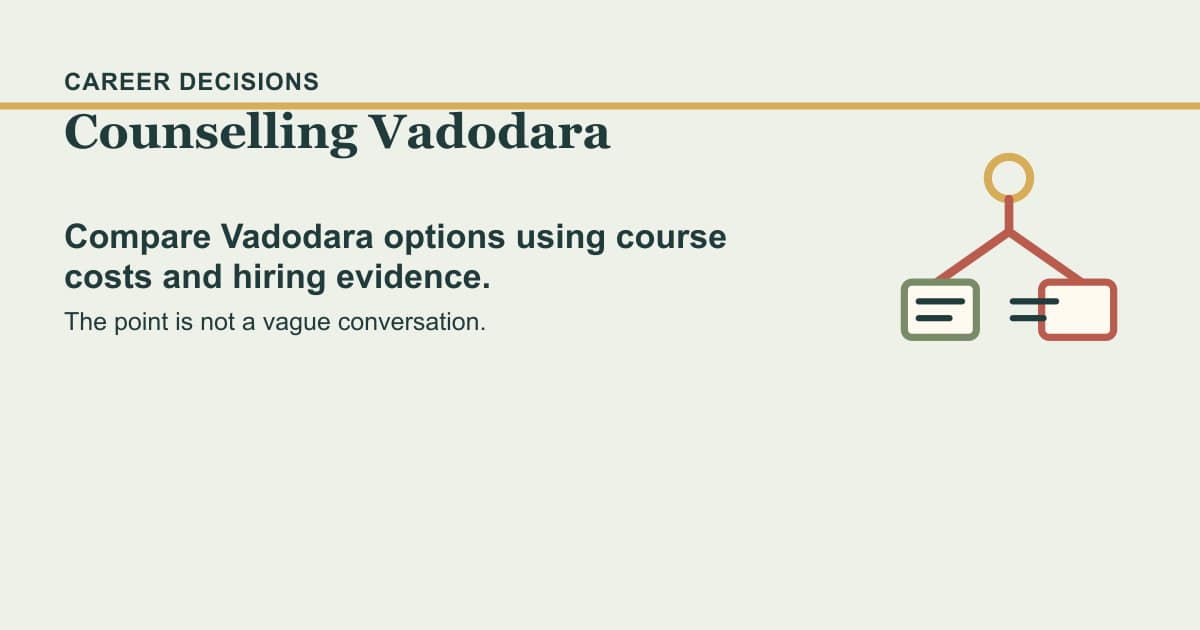 CAREER DECISIONS
Counselling Vadodara
Compare Vadodara options using course
costs and hiring evidence.
The point is not a vague conversation.